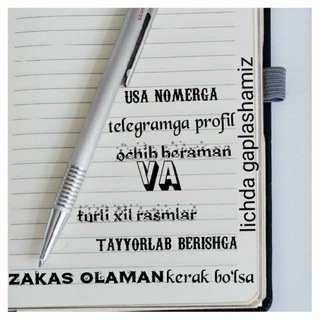 USA NOMERGA
telegramga profil
ochib beraman
VA
turli xil rasmlar
TAYYORLAB BERISHGA
ZAKAS OLAMAN kerak bo'lsa
lichda gaplashamiz